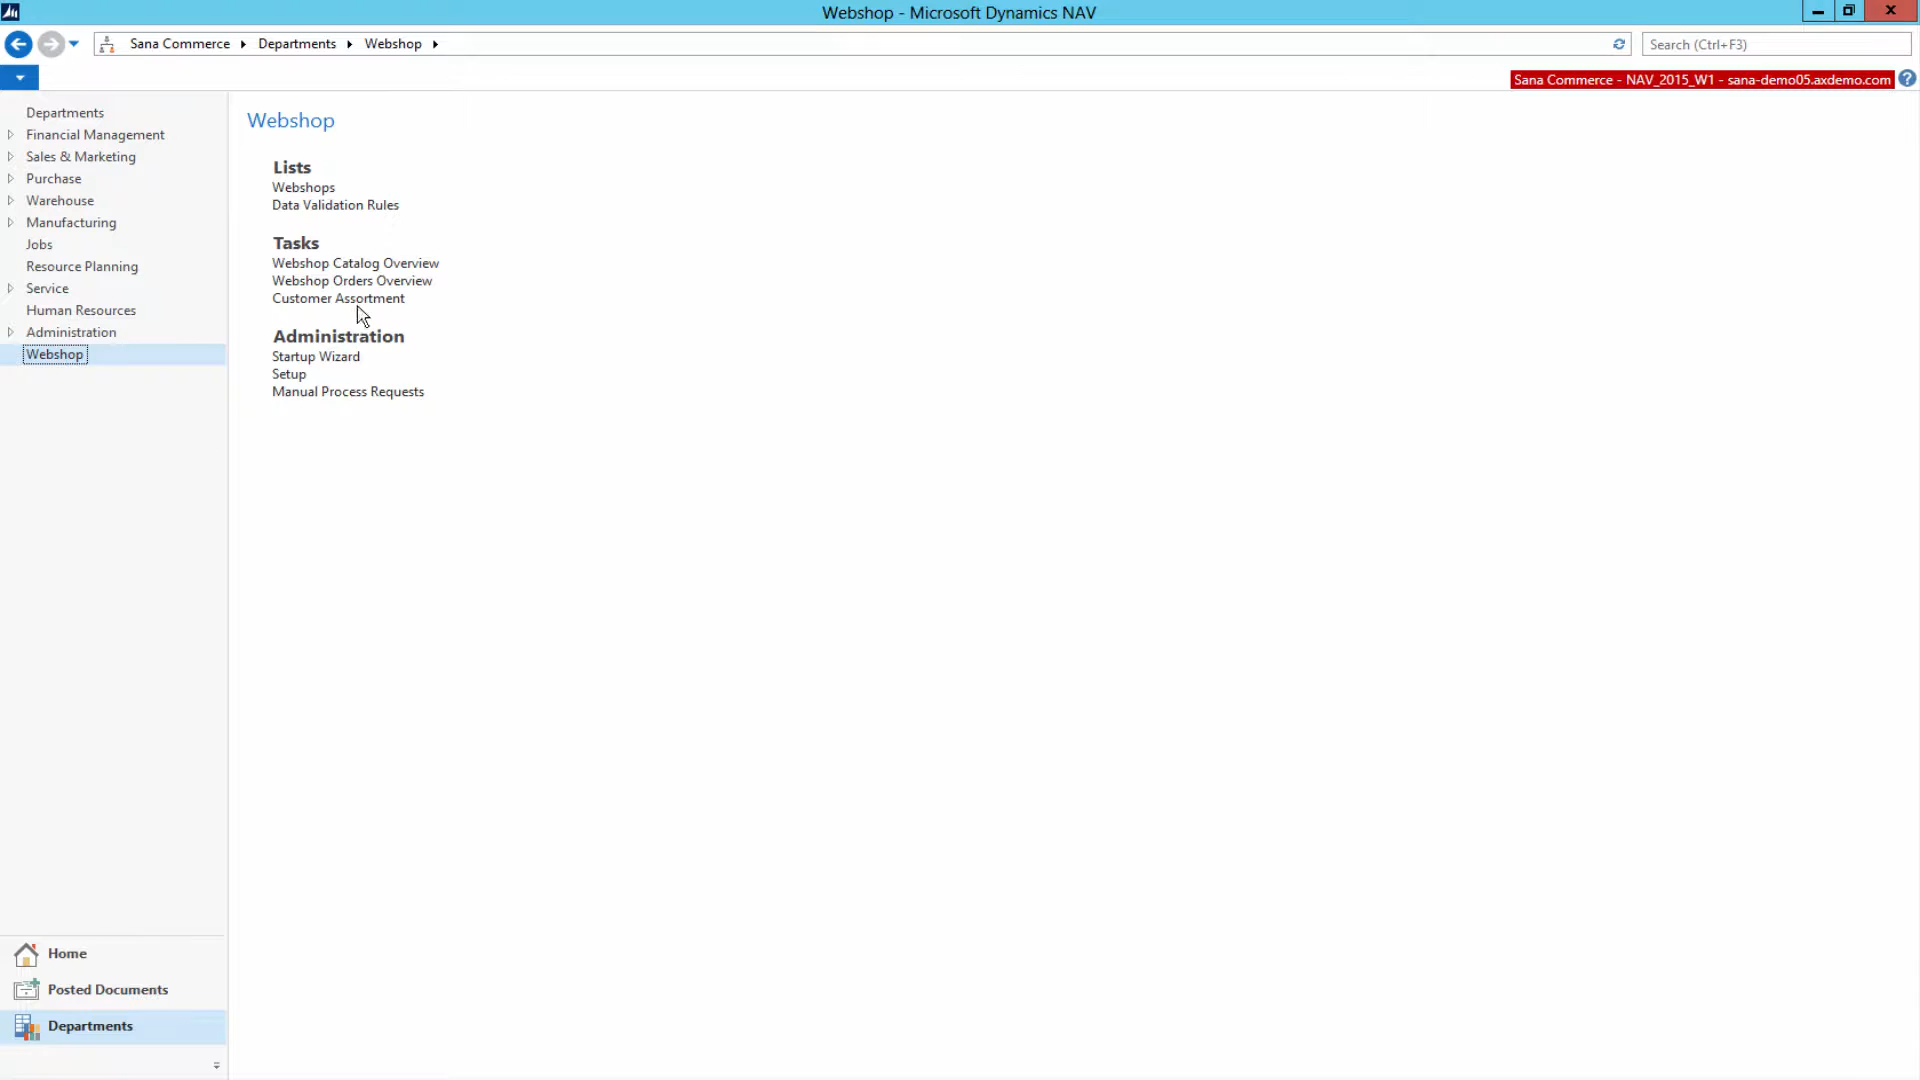 Webshop - Microsoft Dynamics NAV
Sana Commerce Departments Webshop
Search (Ctrl+F3)
Sana Commerce - NAV_2015_W1 - sana-demo05.axdemo.com
Departments
Financial Management
Sales & Marketing
Purchase
Warehouse
Manufacturing
Jobs
Resource Planning
Service
Human Resources
Administration
Webshop
Home
Posted Documents
Departments
Webshop
Lists
Webshops
Data Validation Rules
Tasks
Webshop Catalog Overview
Webshop Orders Overview
Customer Assortment
Administration
Startup Wizard
Setup
Manual Process Requests